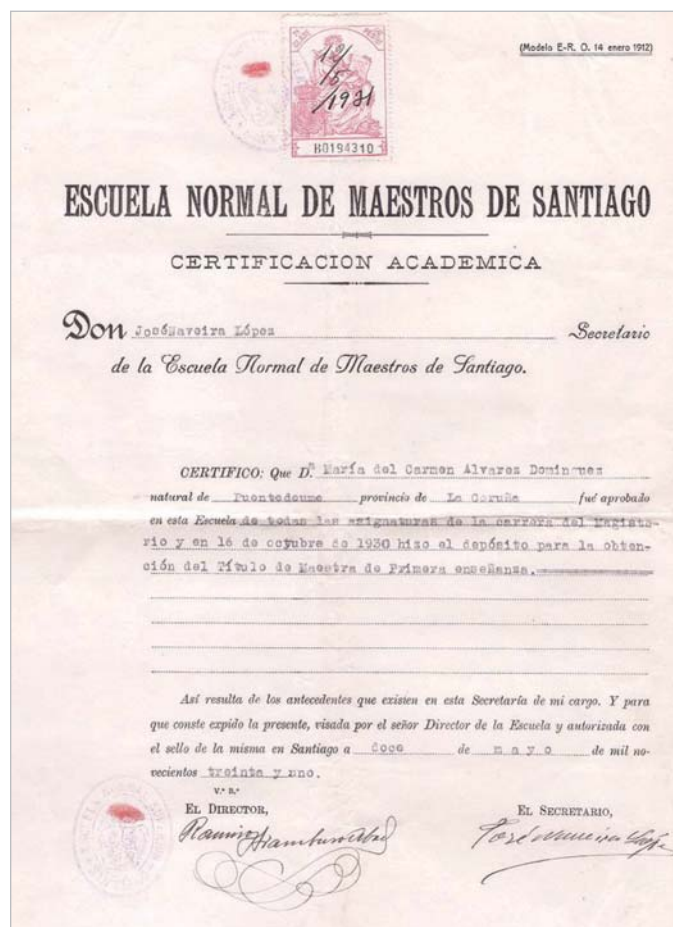 12/
/5
/1931
B0194310
(Modelo E-R. O. 14 enero 1912)
ESCUELA NORMAL DE MAESTROS DE SANTIAGO
CERTIFICACION ACADEMICA
Don JoséNaveira López Secretario
de la Escuela Normal de Maestros de Santiago.
CERTIFICO: Que D.ª María del Carmen Alvarez Dominguez
natural de Puentedeume provincia de La Coruña fué aprobado
en esta Escuela de todas las asignaturas de la carrera del Magiste-
rio y en 16 de octubre de 1930 hizo el depósito para la obten-
ción del Título de Maestra de Primera enseñanza.
Así resulta de los antecedentes que existen en esta Secretaría de mi cargo. Y para
que conste expido la presente, visada por el señor Director de la Escuela y autorizada con
el sello de la misma en Santiago a doce de mayo de mil no-
vecientos treinta y uno.
V.º B.º
EL DIRECTOR,
EL SECRETARIO,
Ramiro
José Naveira López